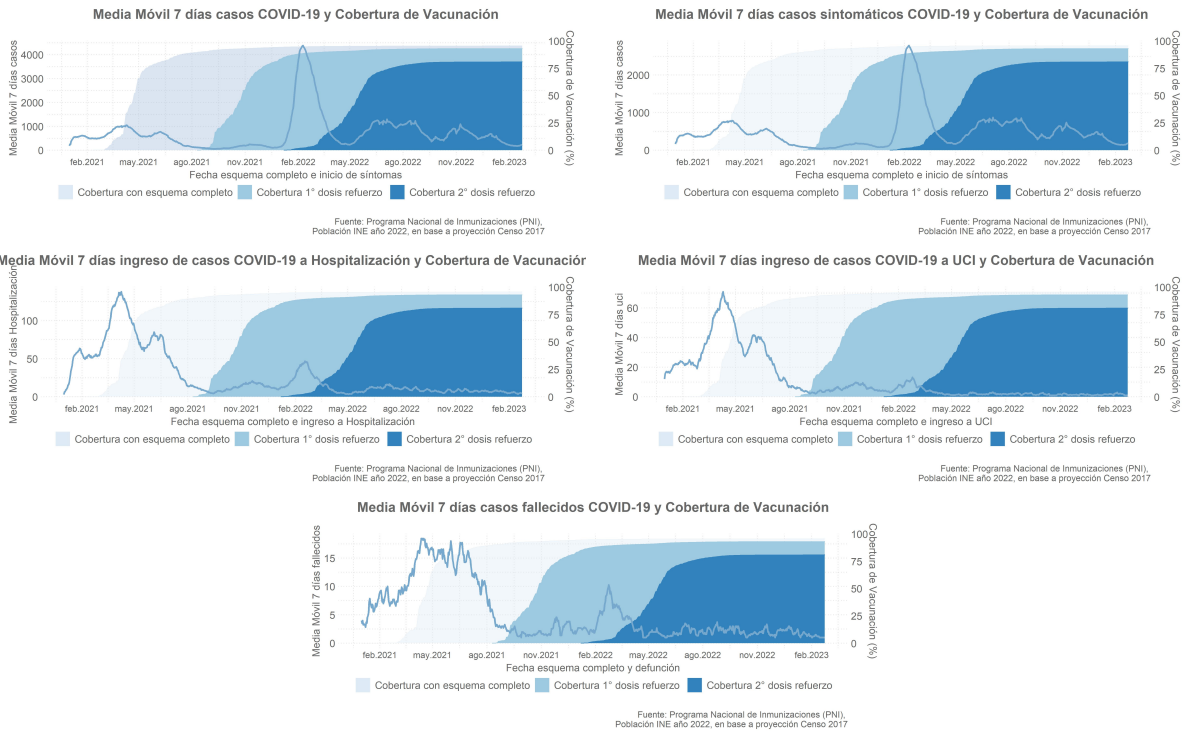 Media Móvil 7 días casos COVID-19 y Cobertura de Vacunación
Media Móvil 7 días casos
4000
3000
2000
1000
0
100
75
50
25
0
Cobertura de Vacunación (%)
feb.2021 may.2021 ago.2021 nov.2021 feb.2022 may.2022 ago.2022 nov.2022 feb.2023
Fecha esquema completo e inicio de síntomas
Cobertura con esquema completo Cobertura 1° dosis refuerzo Cobertura 2° dosis refuerzo
Fuente: Programa Nacional de Inmunizaciones (PNI),
Población INE año 2022, en base a proyección Censo 2017
Media Móvil 7 días casos sintomáticos COVID-19 y Cobertura de Vacunación
Media Móvil 7 días casos
2000
1000
0
100
75
50
25
0
Cobertura de Vacunación (%)
feb.2021 may.2021 ago.2021 nov.2021 feb.2022 may.2022 ago.2022 nov.2022 feb.2023
Fecha esquema completo e inicio de síntomas
Cobertura con esquema completo Cobertura 1° dosis refuerzo Cobertura 2° dosis refuerzo
Fuente: Programa Nacional de Inmunizaciones (PNI),
Población INE año 2022, en base a proyección Censo 2017
Media Móvil 7 días ingreso de casos COVID-19 a Hospitalización y Cobertura de Vacunación
Media Móvil 7 días Hospitalización
100
50
0
100
75
50
25
0
Cobertura de Vacunación (%)
feb.2021 may.2021 ago.2021 nov.2021 feb.2022 may.2022 ago.2022 nov.2022 feb.2023
Fecha esquema completo e ingreso a Hospitalización
Cobertura con esquema completo Cobertura 1° dosis refuerzo Cobertura 2° dosis refuerzo
Fuente: Programa Nacional de Inmunizaciones (PNI),
Población INE año 2022, en base a proyección Censo 2017
Media Móvil 7 días ingreso de casos COVID-19 a UCI y Cobertura de Vacunación
Media Móvil 7 días uci
60
40
20
0
100
75
50
25
0
Cobertura de Vacunación (%)
feb.2021 may.2021 ago.2021 nov.2021 feb.2022 may.2022 ago.2022 nov.2022 feb.2023
Fecha esquema completo e ingreso a UCI
Cobertura con esquema completo Cobertura 1° dosis refuerzo Cobertura 2° dosis refuerzo
Fuente: Programa Nacional de Inmunizaciones (PNI),
Población INE año 2022, en base a proyección Censo 2017
Media Móvil 7 días casos fallecidos COVID-19 y Cobertura de Vacunación
Media Móvil 7 días fallecidos
15
10
5
0
100
75
50
25
0
Cobertura de Vacunación (%)
feb.2021 may.2021 ago.2021 nov.2021 feb.2022 may.2022 ago.2022 nov.2022 feb.2023
Fecha esquema completo y defunción
Cobertura con esquema completo Cobertura 1° dosis refuerzo Cobertura 2° dosis refuerzo
Fuente: Programa Nacional de Inmunizaciones (PNI),
Población INE año 2022, en base a proyección Censo 2017